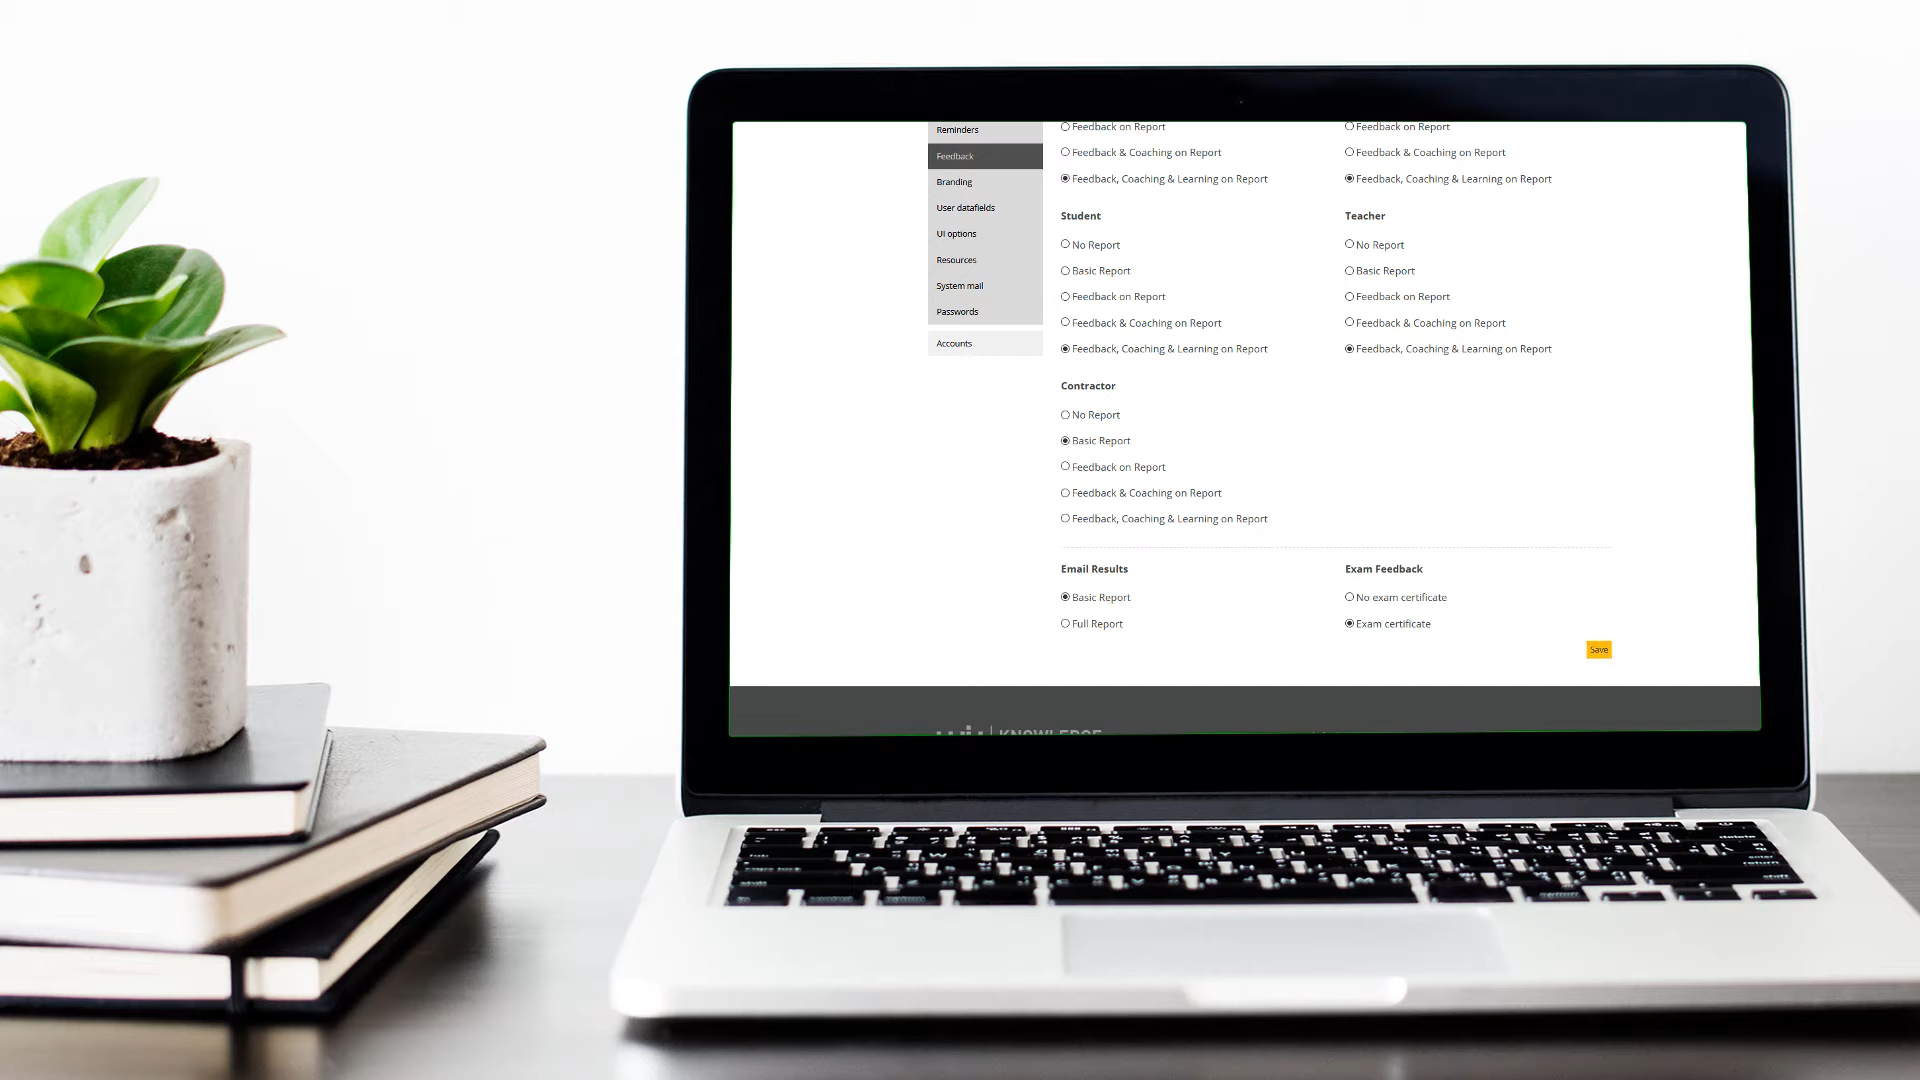 Reminders
Feedback
Branding
User datafields
UI options
Resources
System mail
Passwords
Accounts
Feedback on Report
Feedback & Coaching on Report
Feedback, Coaching & Learning on Report
Feedback on Report
Feedback & Coaching on Report
Feedback, Coaching & Learning on Report
Student
No Report
Basic Report
Feedback on Report
Feedback & Coaching on Report
Feedback, Coaching & Learning on Report
Teacher
No Report
Basic Report
Feedback on Report
Feedback & Coaching on Report
Feedback, Coaching & Learning on Report
Contractor
No Report
Basic Report
Feedback on Report
Feedback & Coaching on Report
Feedback, Coaching & Learning on Report
Email Results
Basic Report
Full Report
Exam Feedback
No exam certificate
Exam certificate
Save
KNOWLEDGE